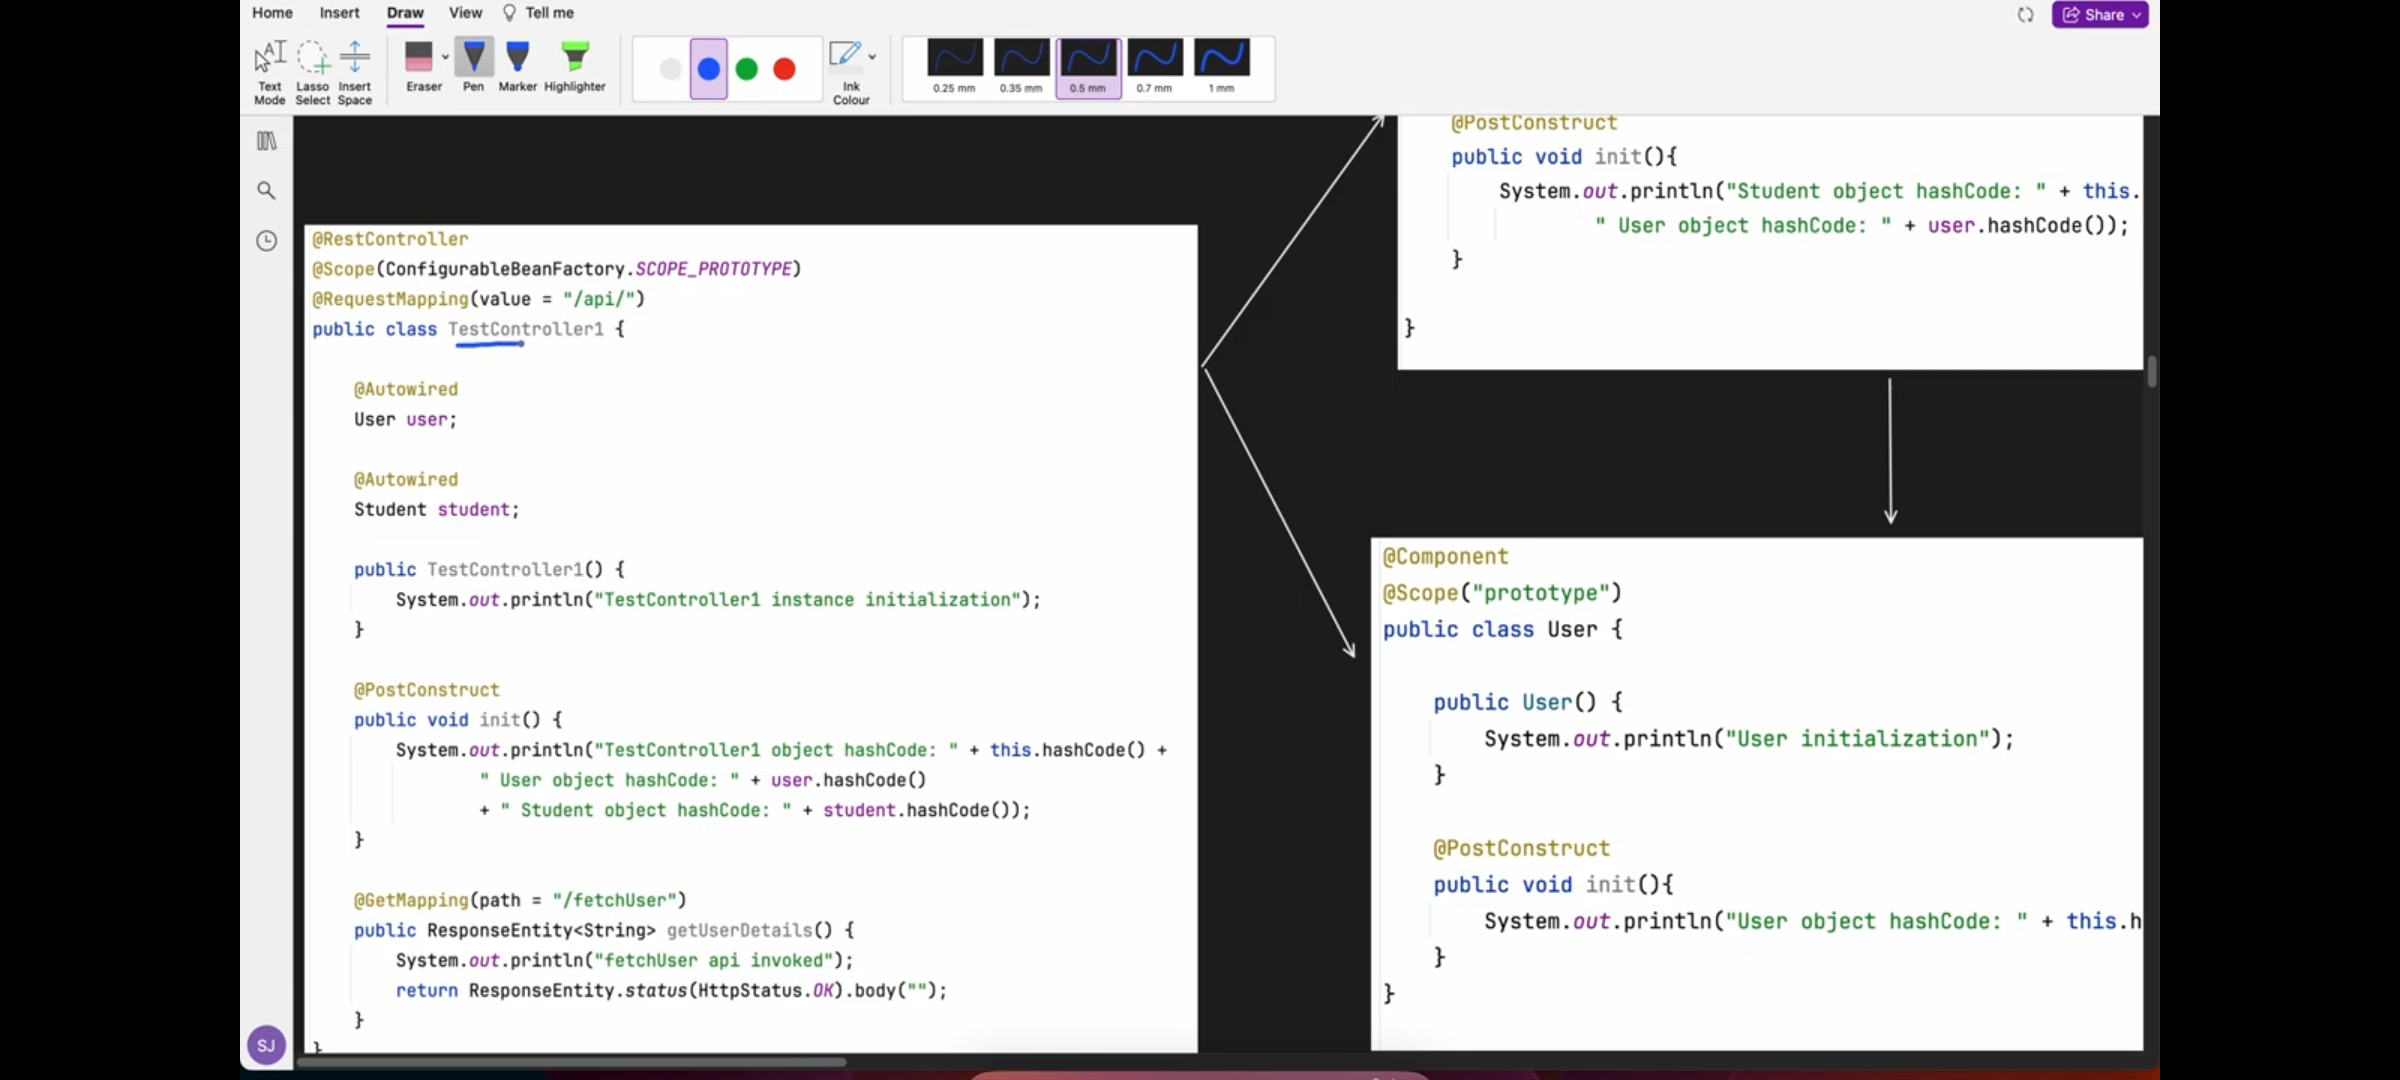 Home Insert Draw View Tell me
Share
Text Mode
Lasso Select
Insert Space
Eraser
Pen
Marker
Highlighter
Ink Colour
0.25 mm
0.35 mm
0.5 mm
0.7 mm
1 mm
@RestController
@Scope(ConfigurableBeanFactory.SCOPE_PROTOTYPE)
@RequestMapping(value = "/api/")
public class TestController1 {
@Autowired
User user;
@Autowired
Student student;
public TestController1() {
System.out.println("TestController1 instance initialization");
}
@PostConstruct
public void init() {
System.out.println("TestController1 object hashCode: " + this.hashCode() +
" User object hashCode: " + user.hashCode()
+ " Student object hashCode: " + student.hashCode());
}
@GetMapping(path = "/fetchUser")
public ResponseEntity<String> getUserDetails() {
System.out.println("fetchUser api invoked");
return ResponseEntity.status(HttpStatus.OK).body("");
}
}
@PostConstruct
public void init(){
System.out.println("Student object hashCode: " + this.
" User object hashCode: " + user.hashCode());
}
}
@Component
@Scope("prototype")
public class User {
public User() {
System.out.println("User initialization");
}
@PostConstruct
public void init(){
System.out.println("User object hashCode: " + this.h
}
}
SJ